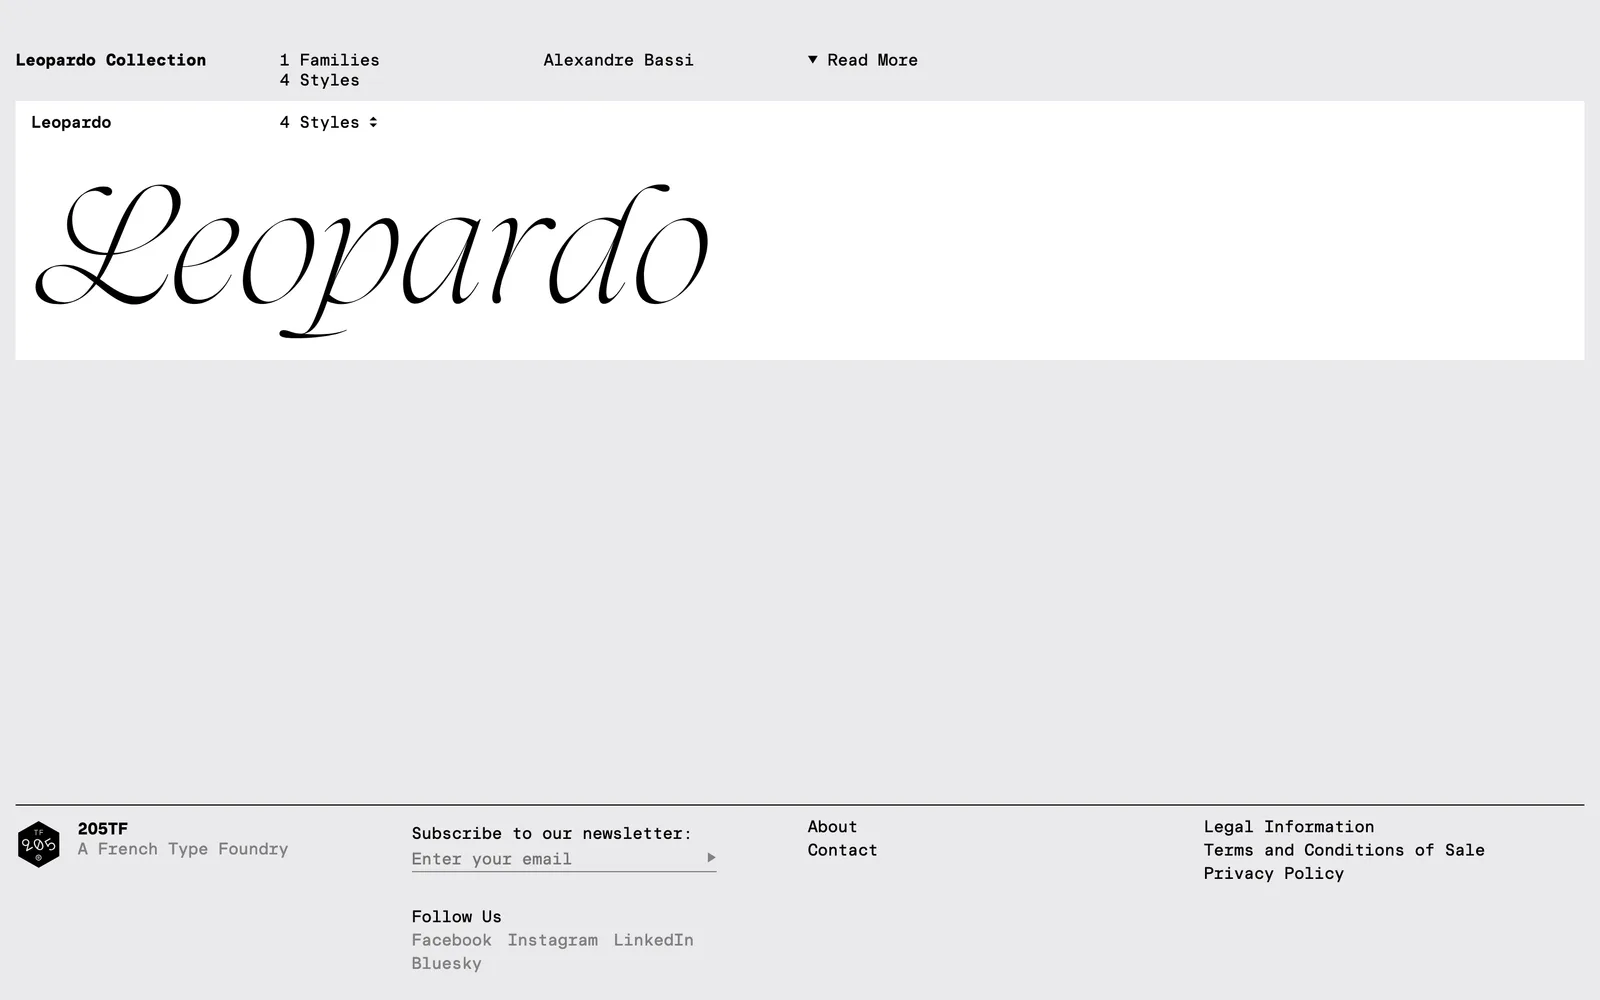 Leopardo Collection
1 Families
4 Styles
Alexandre Bassi
▼ Read More
Leopardo
4 Styles
Leopardo
TF
205
205TF
A French Type Foundry
Subscribe to our newsletter:
Enter your email
Follow Us
Facebook Instagram LinkedIn
Bluesky
About
Contact
Legal Information
Terms and Conditions of Sale
Privacy Policy